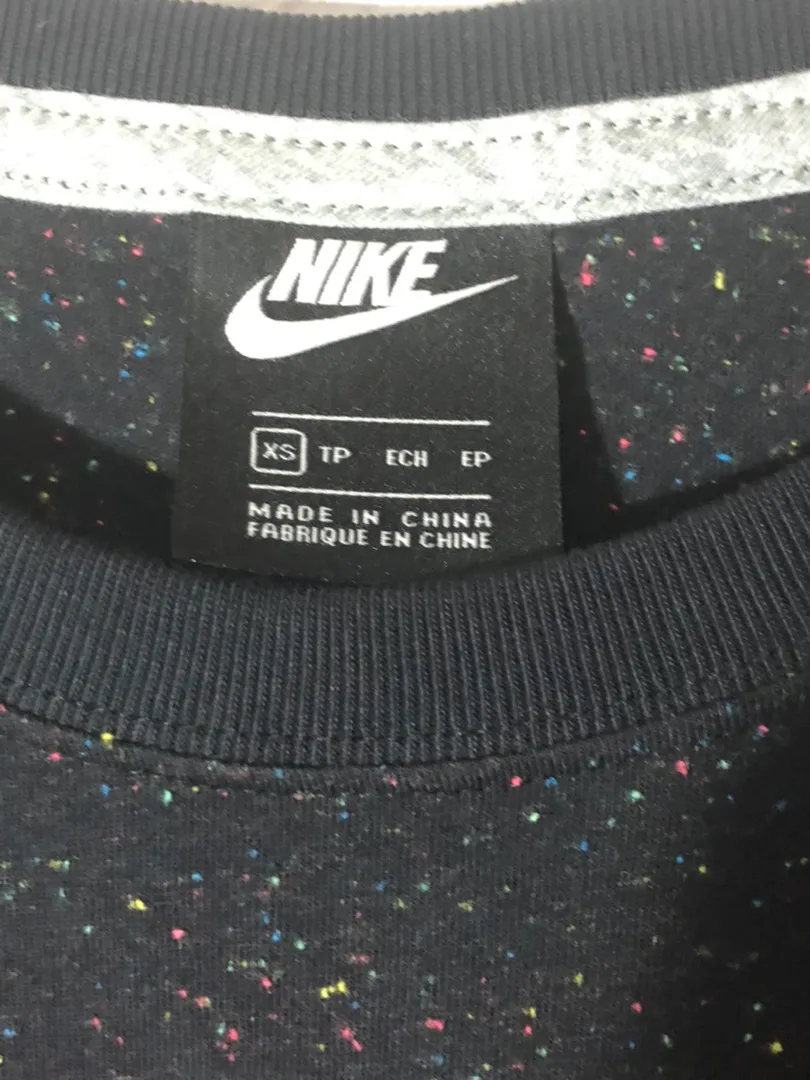 NIKE
XS TP ECH EP
MADE IN CHINA
FABRIQUE EN CHINE